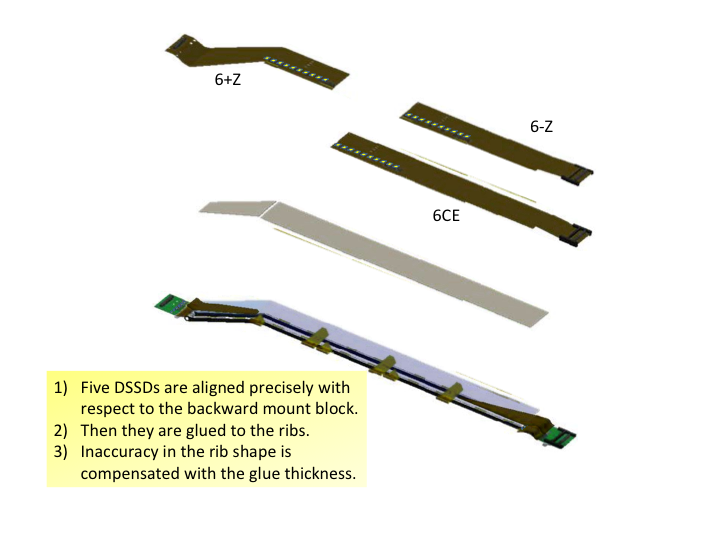 6+Z
6-Z
6CE
1) Five DSSDs are aligned precisely with
respect to the backward mount block.
2) Then they are glued to the ribs.
3) Inaccuracy in the rib shape is
compensated with the glue thickness.